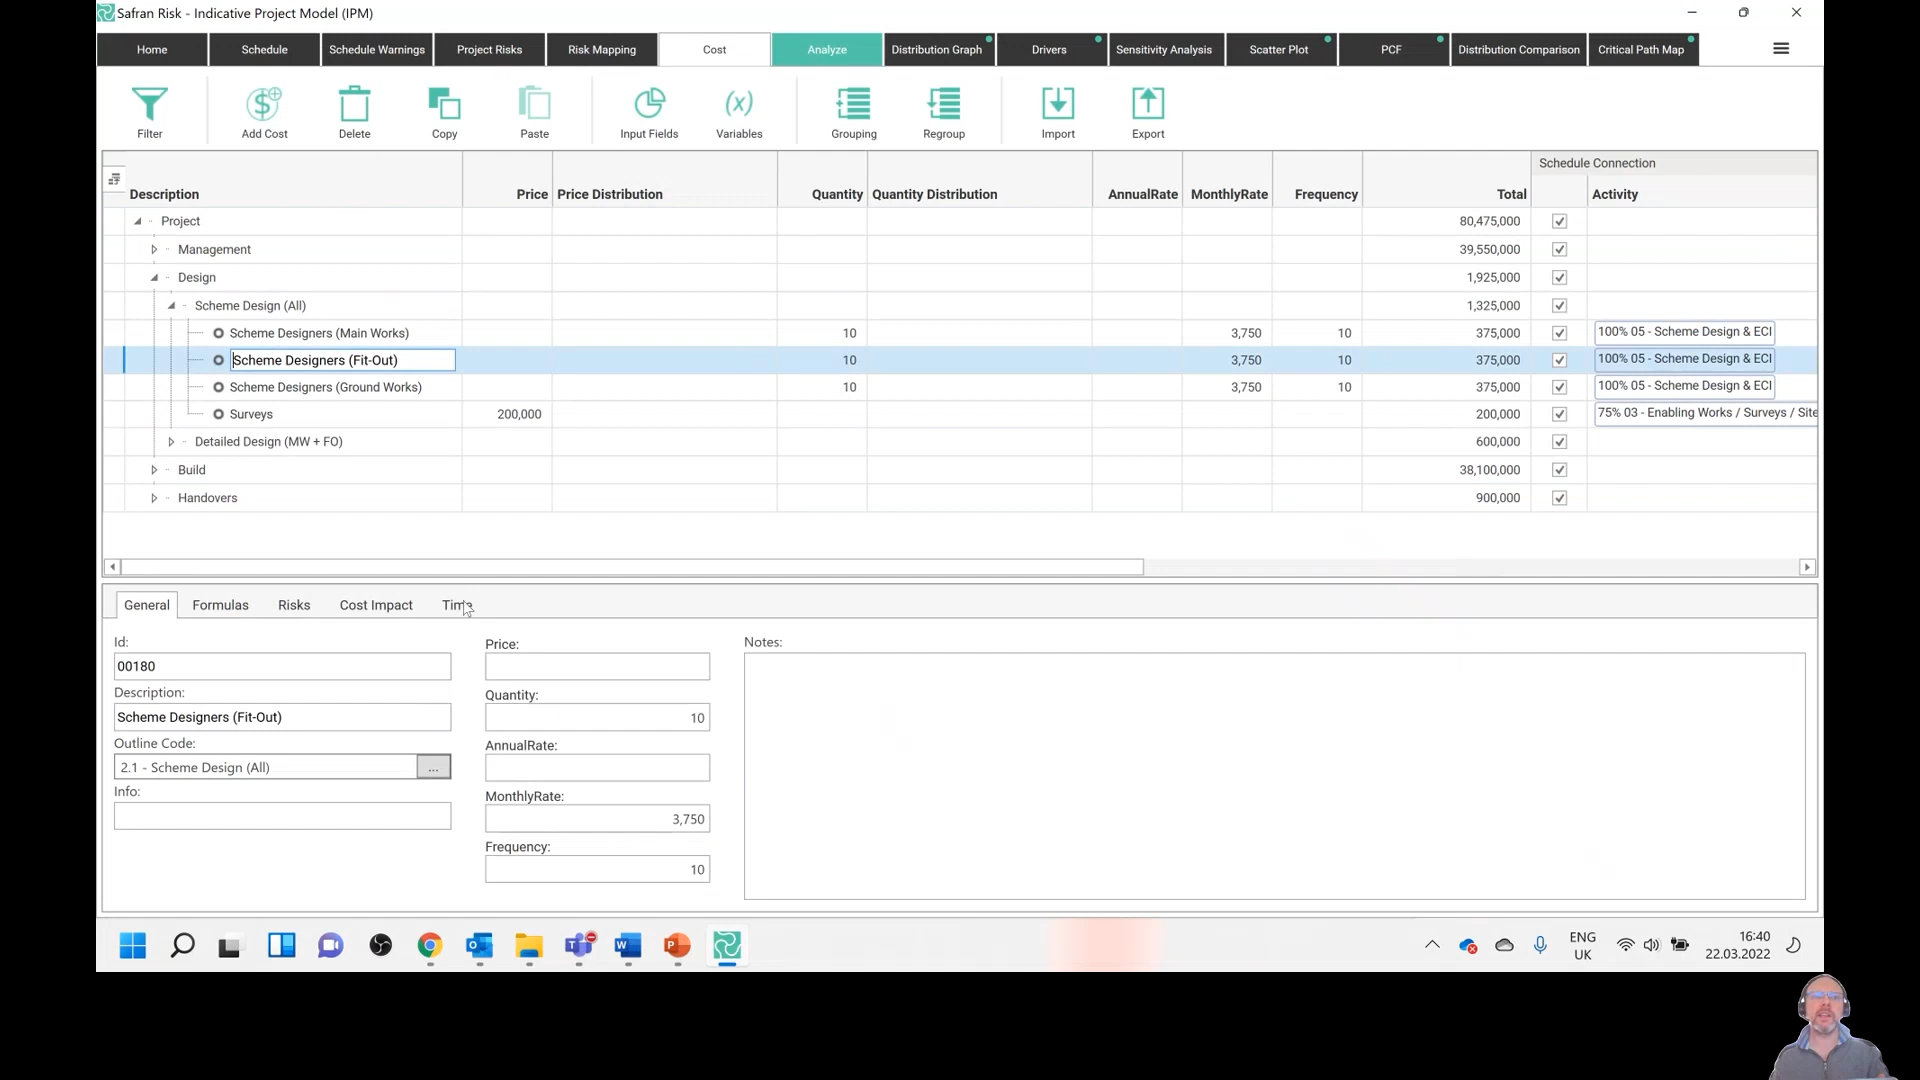 Safran Risk - Indicative Project Model (IPM)
Home Schedule Schedule Warnings Project Risks Risk Mapping Cost Analyze Distribution Graph Drivers Sensitivity Analysis Scatter Plot PCF Distribution Comparison Critical Path Map
Filter Add Cost Delete Copy Paste Input Fields Variables Grouping Regroup Import Export
Schedule Connection
Description Price Price Distribution Quantity Quantity Distribution AnnualRate MonthlyRate Frequency Total Activity
Project 80,475,000
Management 39,550,000
Design 1,925,000
Scheme Design (All) 1,325,000
Scheme Designers (Main Works) 10 3,750 10 375,000 100% 05 - Scheme Design & ECI
Scheme Designers (Fit-Out) 10 3,750 10 375,000 100% 05 - Scheme Design & ECI
Scheme Designers (Ground Works) 10 3,750 10 375,000 100% 05 - Scheme Design & ECI
Surveys 200,000 200,000 75% 03 - Enabling Works / Surveys / Site
Detailed Design (MW + FO) 600,000
Build 38,100,000
Handovers 900,000
General Formulas Risks Cost Impact Time
Id:
00180
Description:
Scheme Designers (Fit-Out)
Outline Code:
2.1 - Scheme Design (All) ...
Info:
Price:
Quantity:
10
AnnualRate:
MonthlyRate:
3,750
Frequency:
10
Notes:
ENG
UK
16:40
22.03.2022